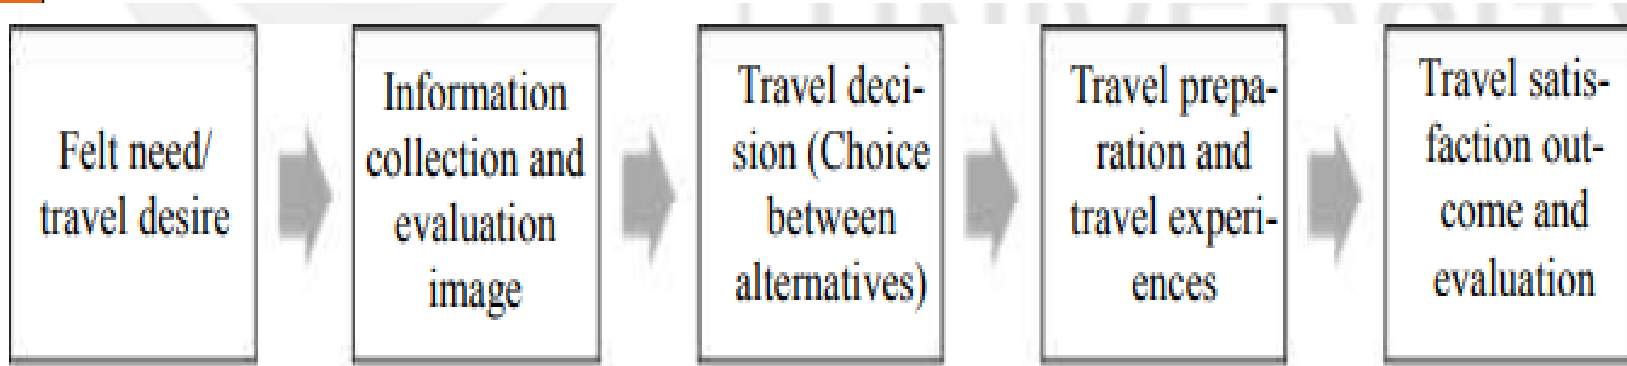 Felt need/
travel desire
Information
collection and
evaluation
image
Travel deci-
sion (Choice
between
alternatives)
Travel prepa-
ration and
travel experi-
ences
Travel satis-
faction out-
come and
evaluation